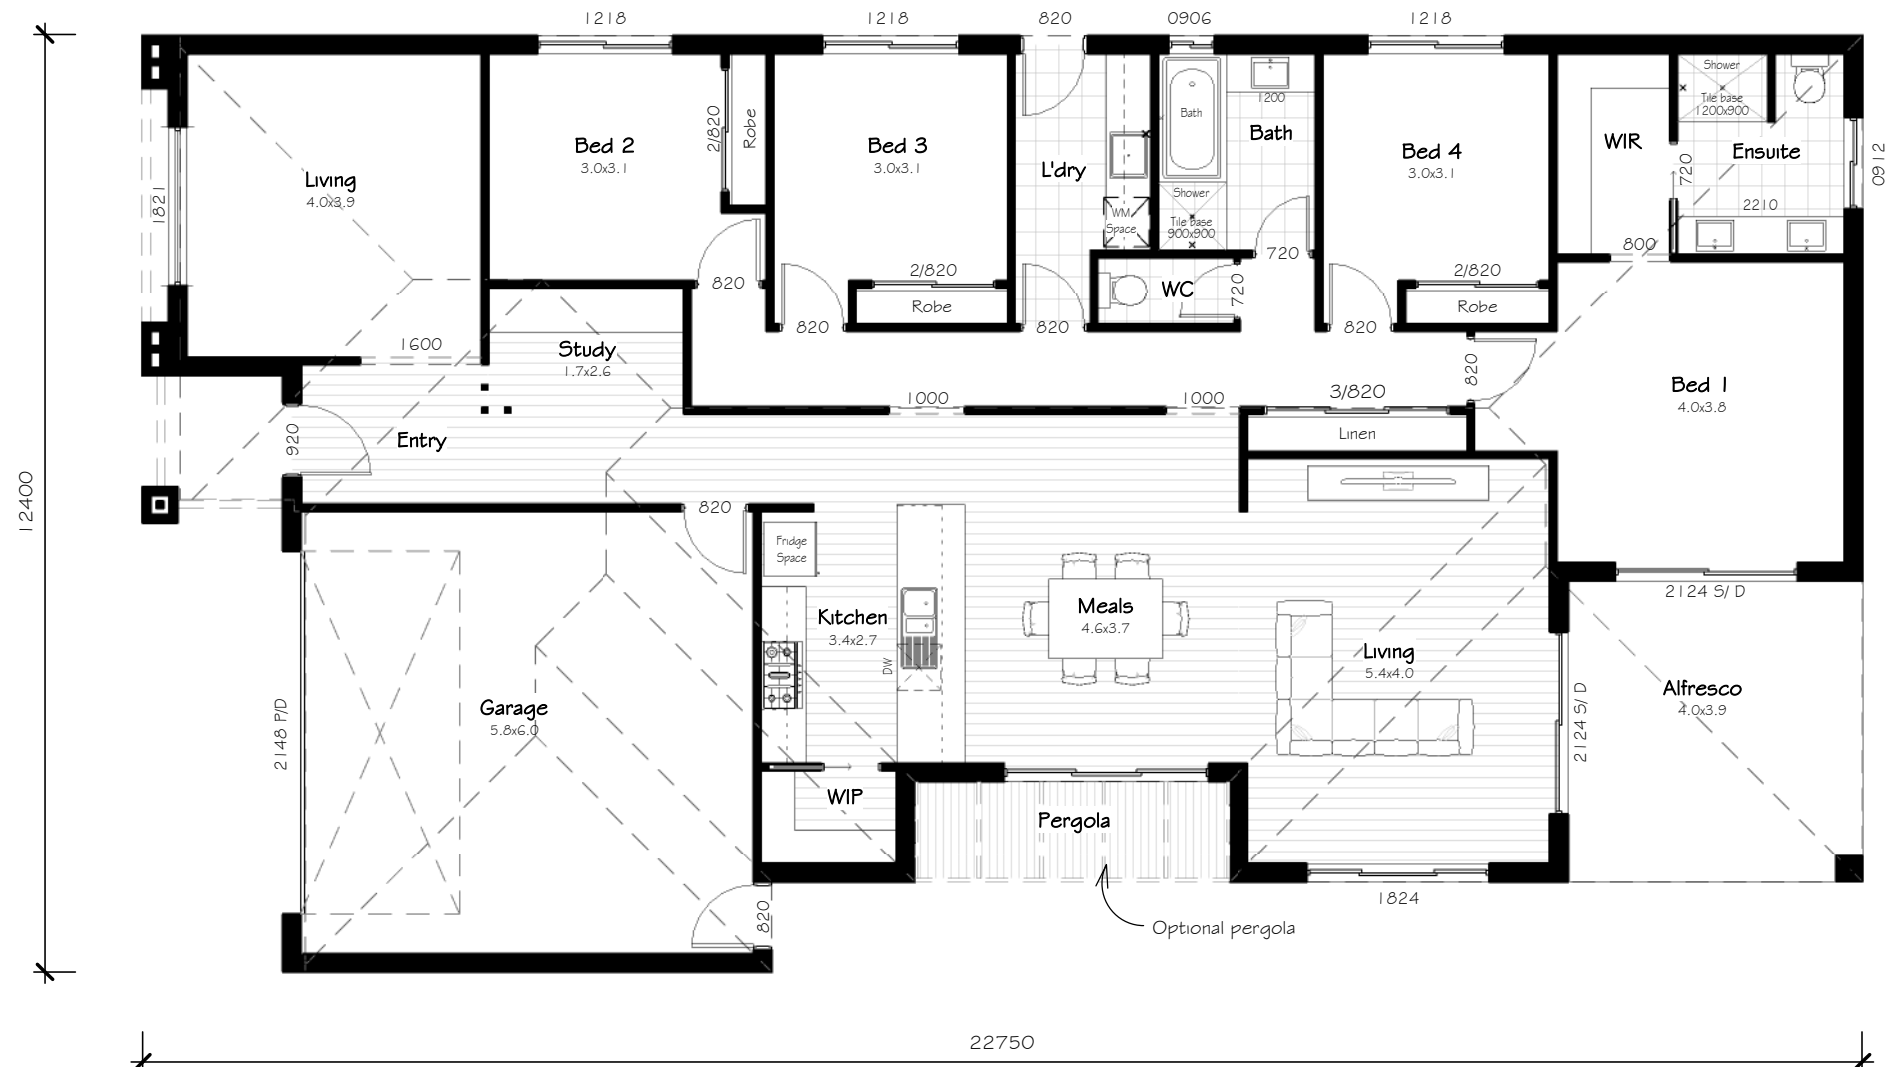 1218
1218
820
0906
1218
Living
4.0x3.9
1821
Bed 2
3.0x3.1
2/820
Robe
Bed 3
3.0x3.1
L'dry
WM
Space
Bath
Shower
Tile base
900x900
1200
Bath
Bed 4
3.0x3.1
WIR
Shower
Tile base
1200x900
Ensuite
720
2210
0912
820
2/820
Robe
820
820
WC
720
720
2/820
Robe
820
800
1600
Study
1.7x2.6
1000
1000
3/820
Linen
820
Bed 1
4.0x3.8
920
Entry
820
12400
Fridge
Space
Kitchen
3.4x2.7
DW
Meals
4.6x3.7
Living
5.4x4.0
2124 S/D
2124 S/D
Alfresco
4.0x3.9
2148 P/D
Garage
5.8x6.0
WIP
Pergola
820
1824
Optional pergola
22750